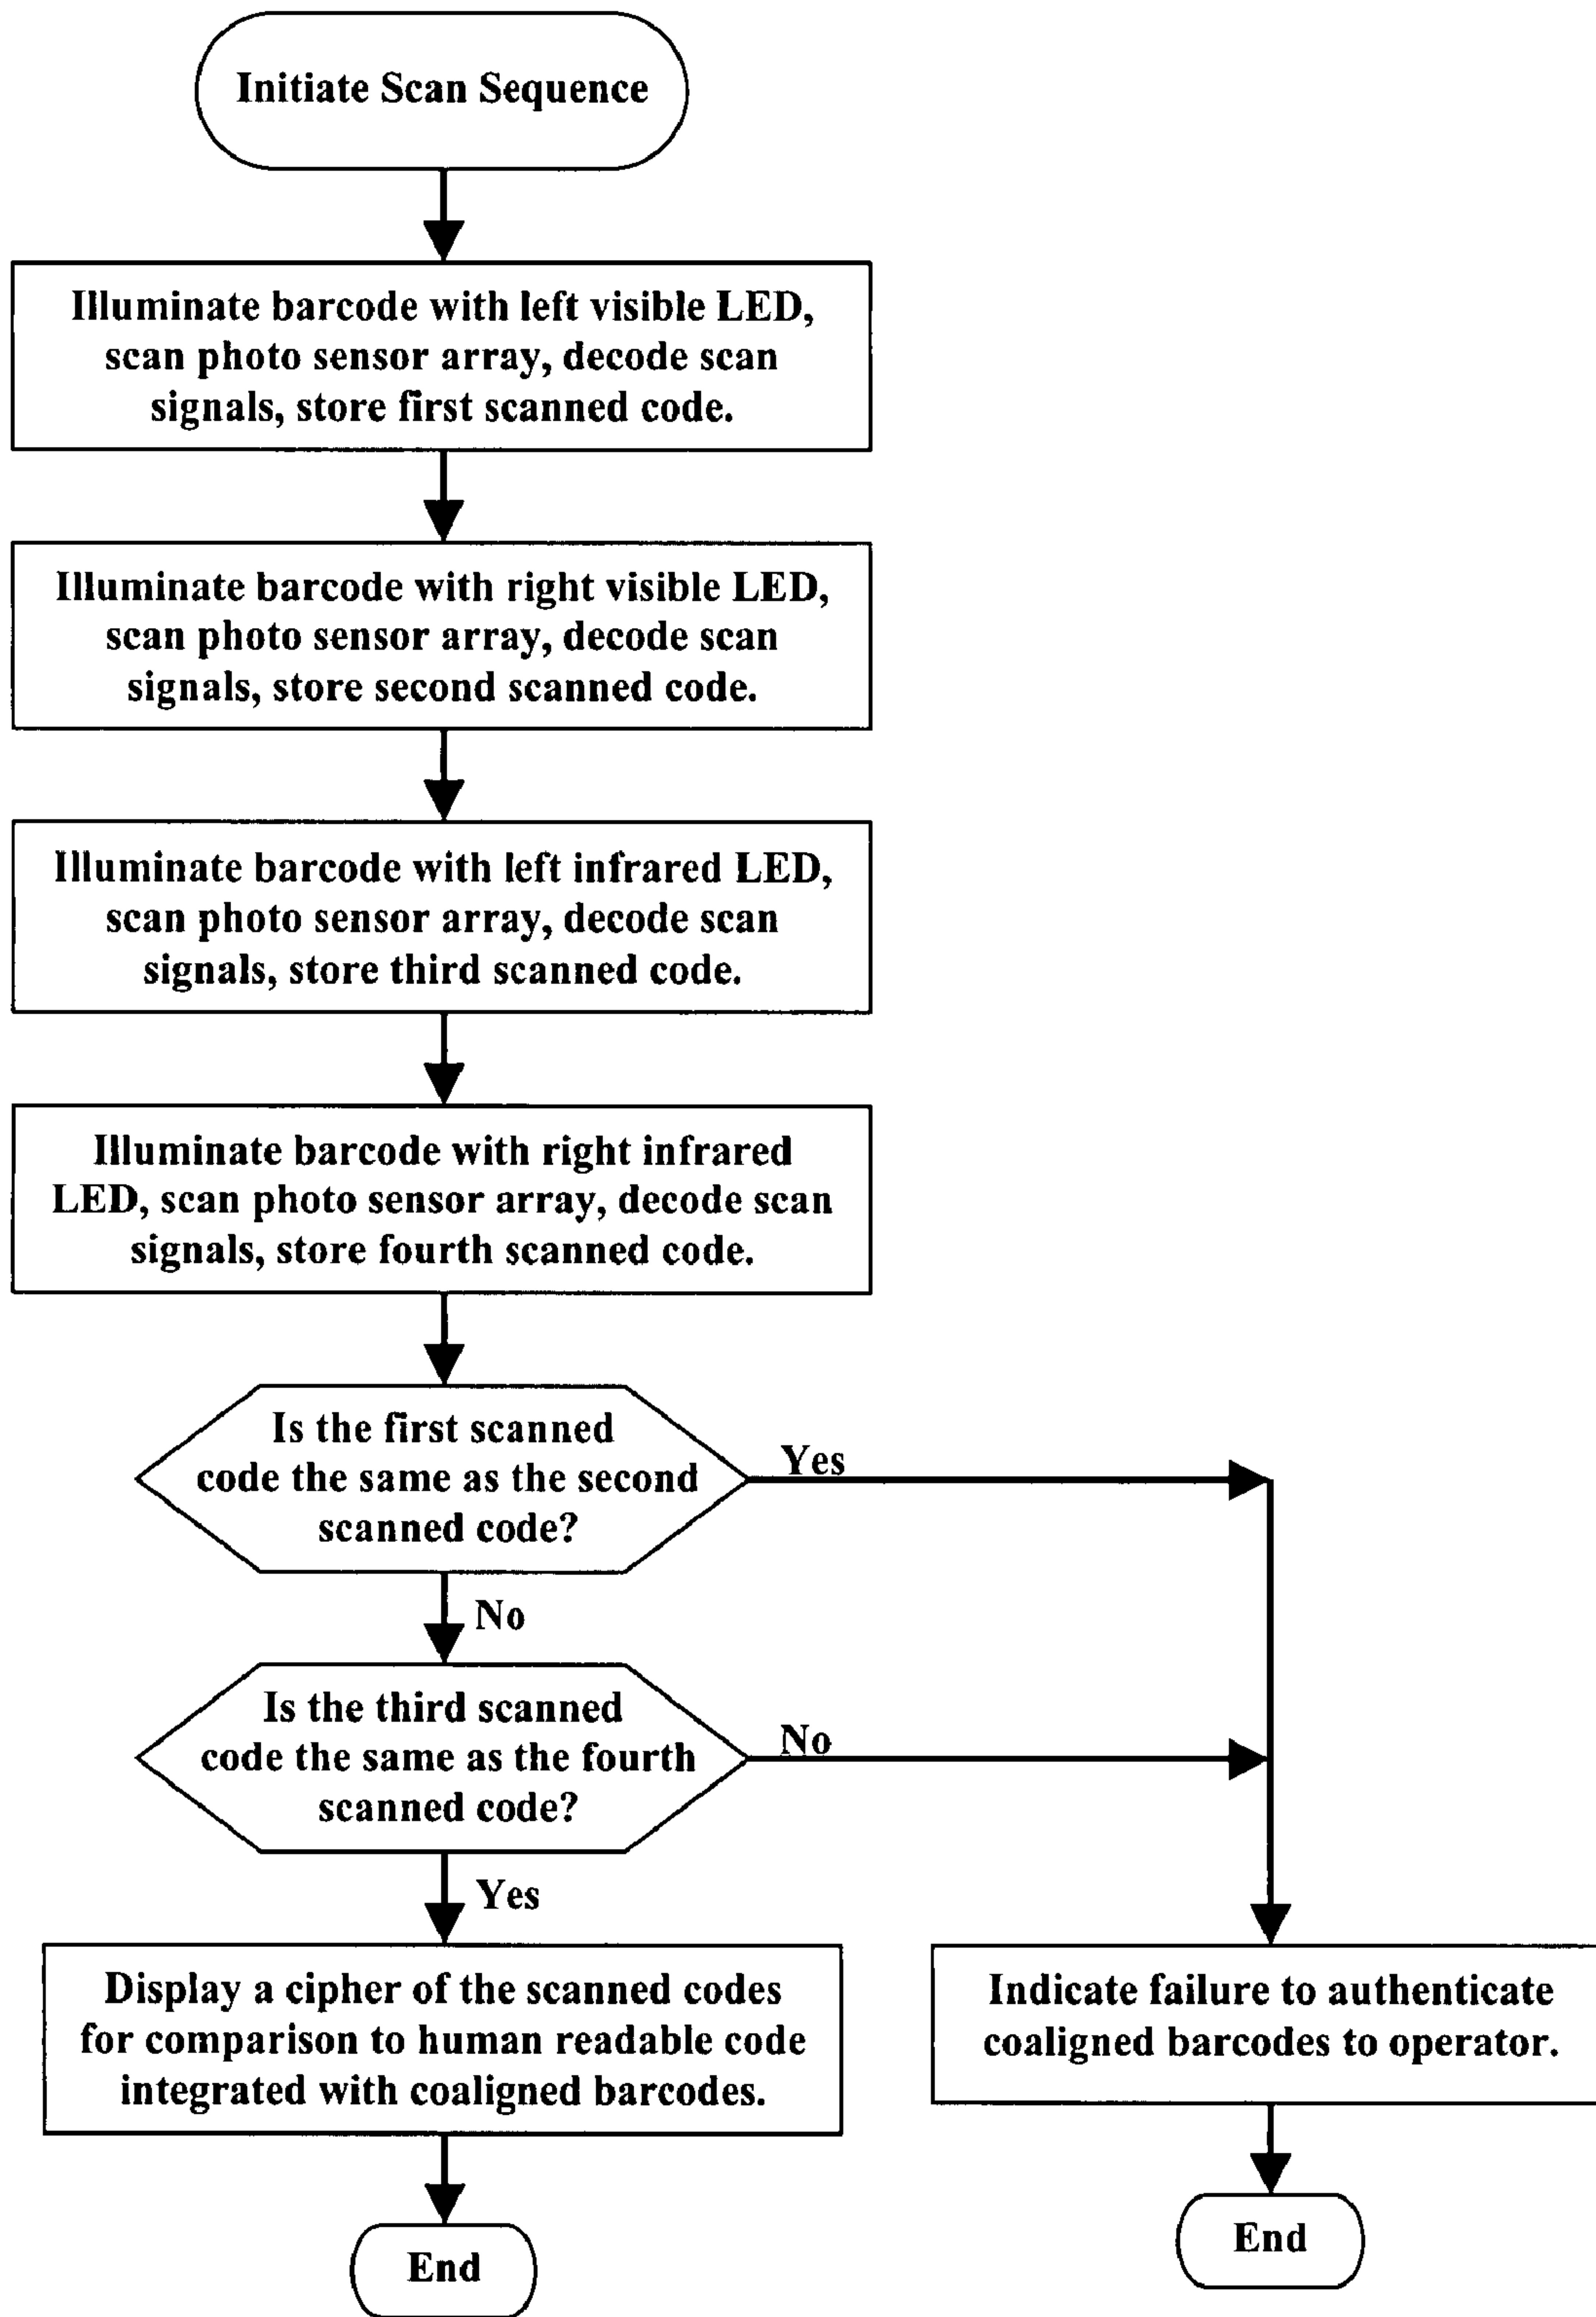 Initiate Scan Sequence
Illuminate barcode with left visible LED,
scan photo sensor array, decode scan
signals, store first scanned code.
Illuminate barcode with right visible LED,
scan photo sensor array, decode scan
signals, store second scanned code.
Illuminate barcode with left infrared LED,
scan photo sensor array, decode scan
signals, store third scanned code.
Illuminate barcode with right infrared
LED, scan photo sensor array, decode scan
signals, store fourth scanned code.
Is the first scanned
code the same as the second
scanned code?
Yes
No
Is the third scanned
code the same as the fourth
scanned code?
No
Yes
Display a cipher of the scanned codes
for comparison to human readable code
integrated with coaligned barcodes.
Indicate failure to authenticate
coaligned barcodes to operator.
End
End